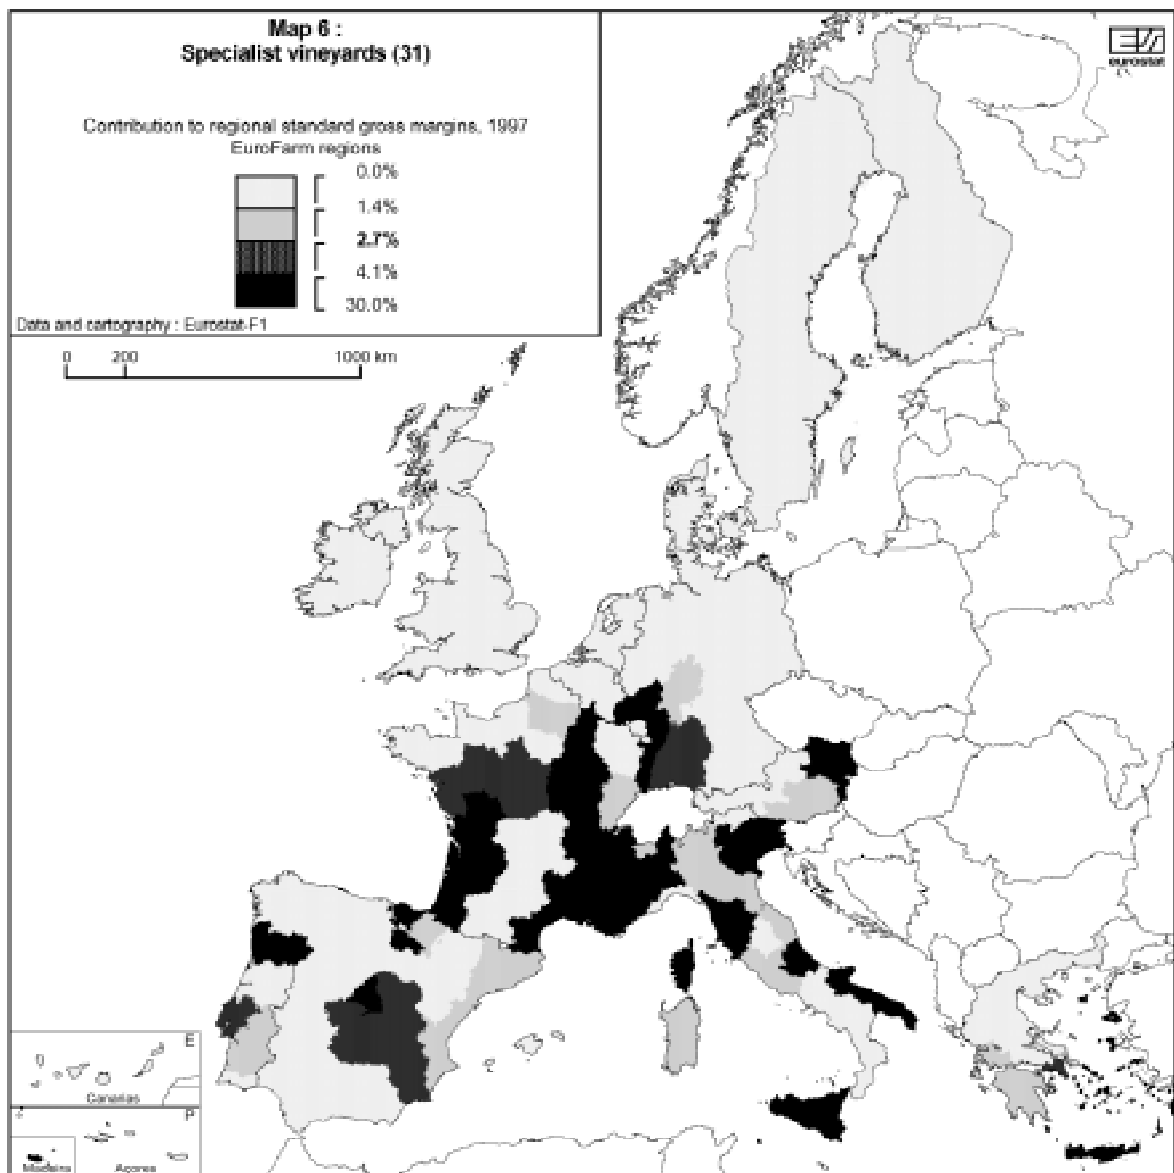 Map 6 :
Specialist vineyards (31)
eurostat
Contribution to regional standard gross margins, 1997
EuroFarm regions
0.0%
1.4%
2.7%
4.1%
30.0%
Data and cartography : Eurostat-F1
0 200 1000 km
E
Canarias
P
Madeira
Açores